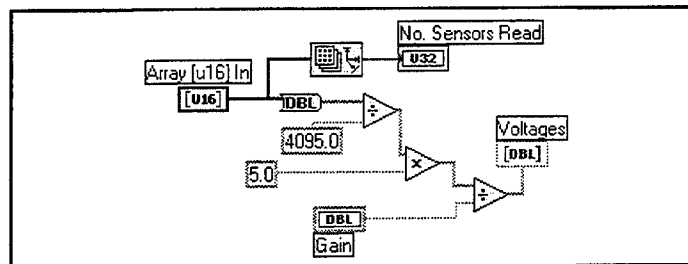 No. Sensors Read
U32
Array [u16] In
[U16]
DBL
÷
4095.0
Voltages
[DBL]
5.0
×
÷
DBL
Gain